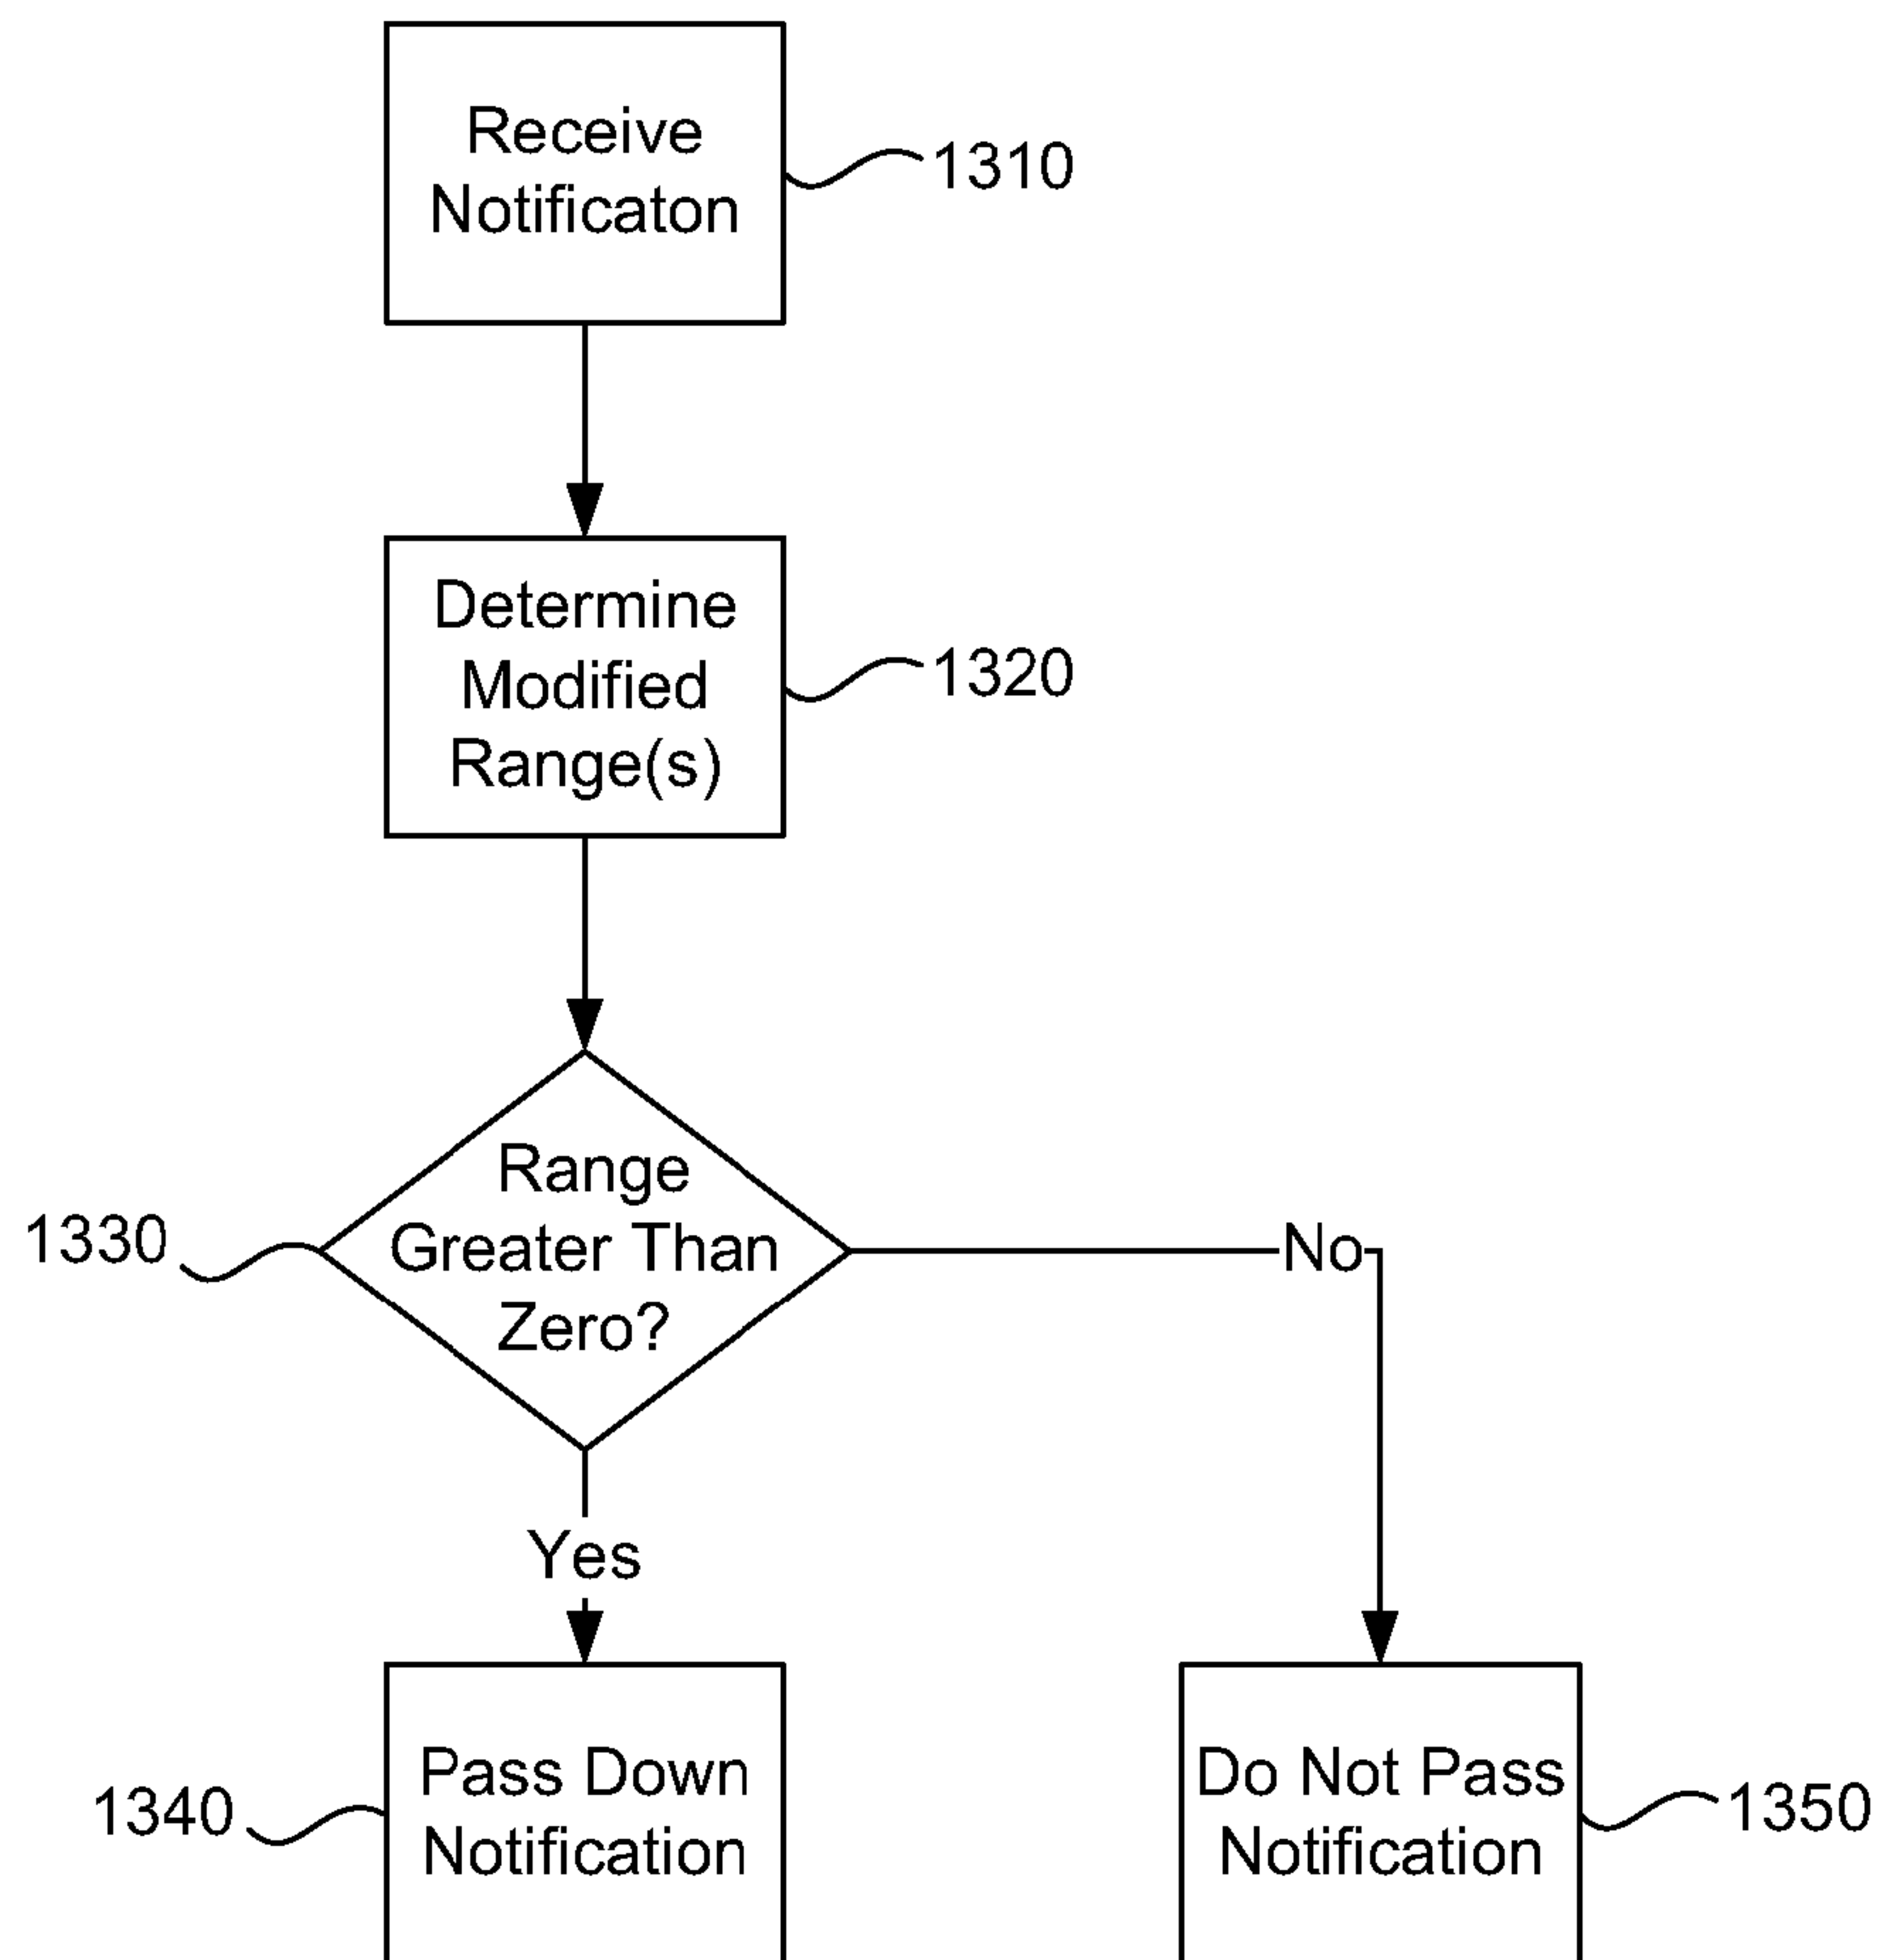 Receive
Notificaton
1310
Determine
Modified
Range(s)
1320
Range
Greater Than
Zero?
1330
No
Yes
Pass Down
Notification
1340
Do Not Pass
Notification
1350